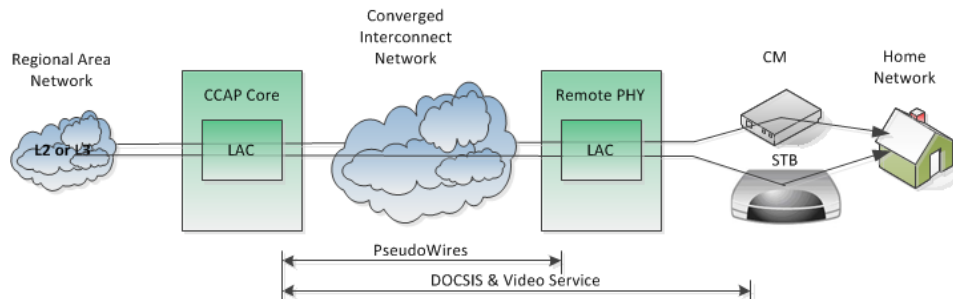 Regional Area
Network
L2 or L3
CCAP Core
LAC
Converged
Interconnect
Network
Remote PHY
LAC
CM
STB
Home
Network
PseudoWires
DOCSIS & Video Service